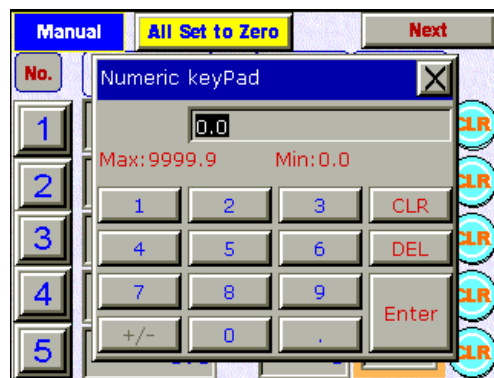 Manual All Set to Zero Next
No. Numeric keyPad X
0.0
1 CLR
Max:9999.9 Min:0.0
2 CLR
1 2 3 CLR
3 4 5 6 DEL CLR
4 7 8 9 Enter CLR
+/- 0 .
5 CLR